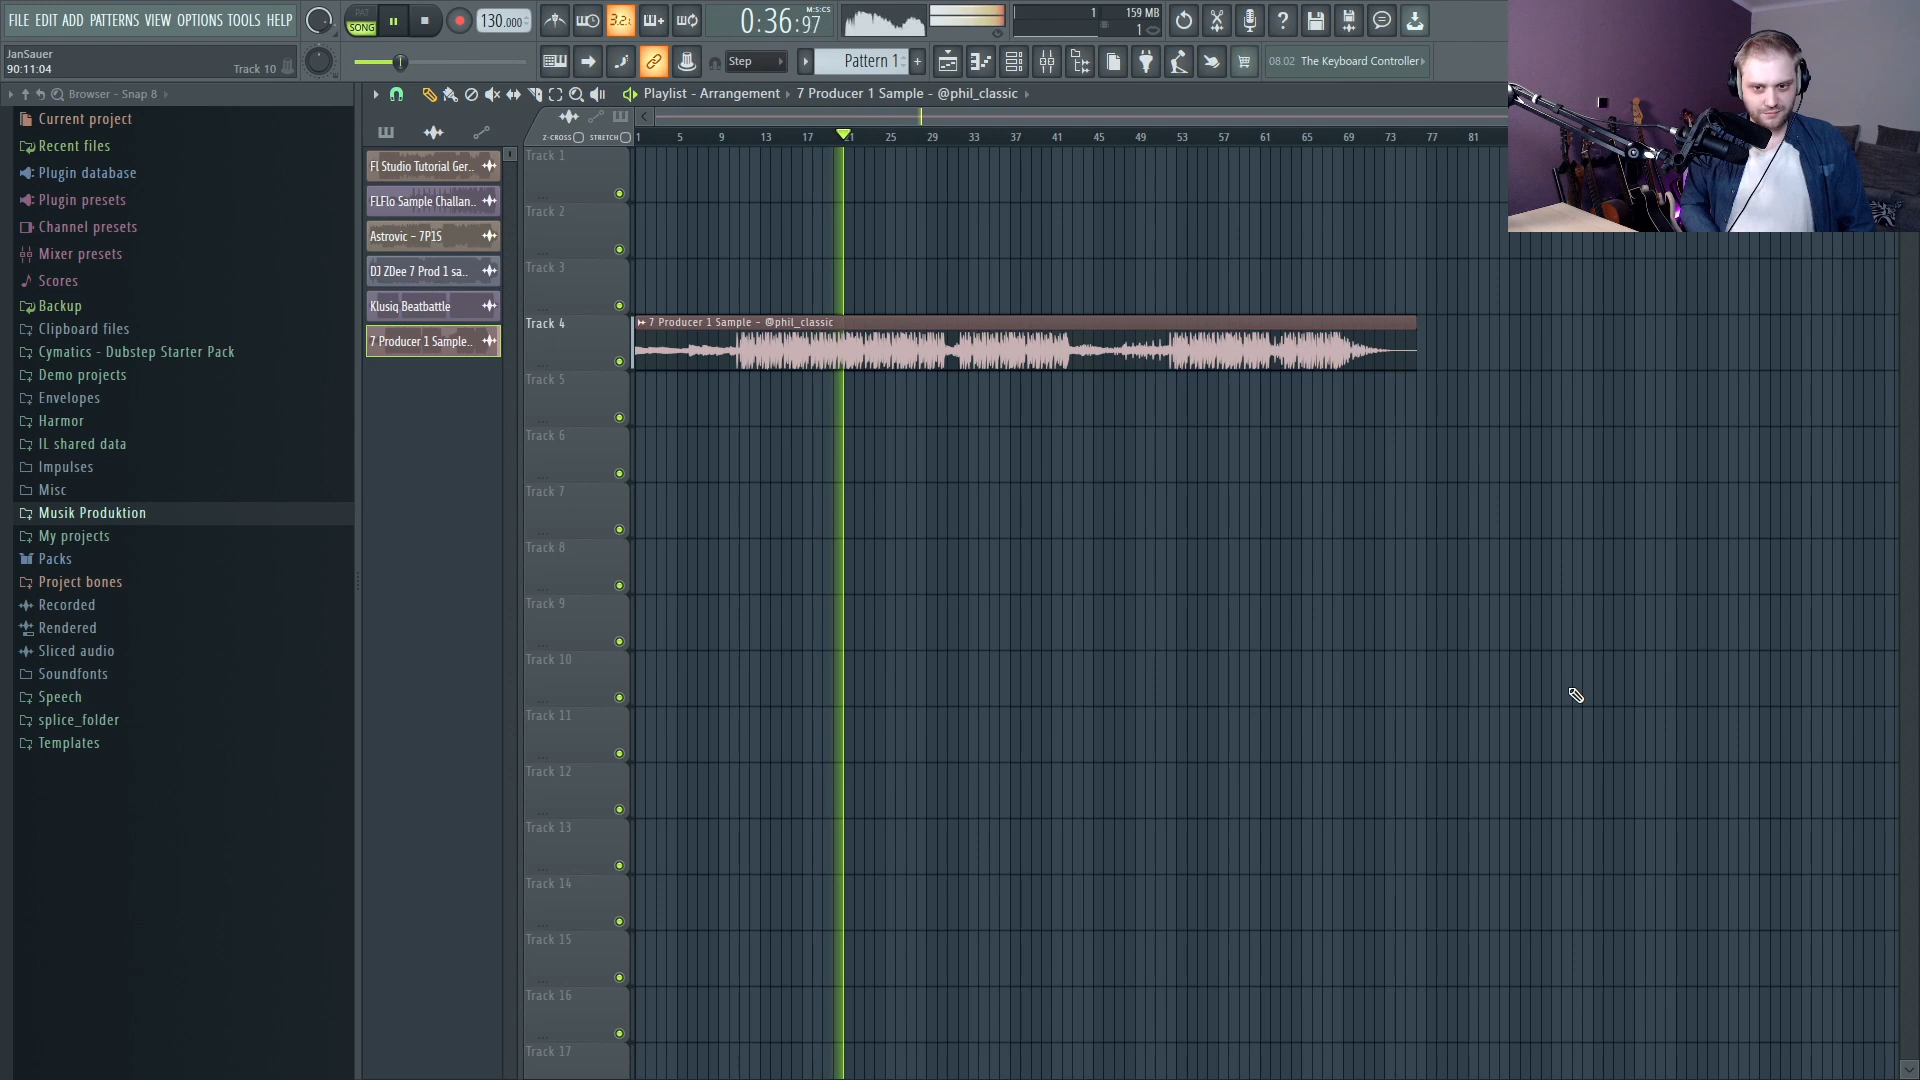 FILE EDIT ADD PATTERNS VIEW OPTIONS TOOLS HELP
PAT
SONG
130.000
3.2.
0:36:97
M:S:CS
1
159 MB
1
JanSauer
90:11:04
Track 10
Step
Pattern 1
+
08.02 The Keyboard Controller
Browser - Snap 8
Playlist - Arrangement
7 Producer 1 Sample - @phil_classic
Current project
Recent files
Plugin database
Plugin presets
Channel presets
Mixer presets
Scores
Backup
Clipboard files
Cymatics - Dubstep Starter Pack
Demo projects
Envelopes
Harmor
IL shared data
Impulses
Misc
Musik Produktion
My projects
Packs
Project bones
Recorded
Rendered
Sliced audio
Soundfonts
Speech
splice_folder
Templates
Fl Studio Tutorial Ger..
FLFlo Sample Challan..
Astrovic - 7P1S
DJ ZDee 7 Prod 1 sa..
Klusiq Beatbattle
7 Producer 1 Sample..
Z-CROSS STRETCH
1 5 9 13 17 21 25 29 33 37 41 45 49 53 57 61 65 69 73 77 81
Track 1
Track 2
Track 3
Track 4
7 Producer 1 Sample - @phil_classic
Track 5
Track 6
Track 7
Track 8
Track 9
Track 10
Track 11
Track 12
Track 13
Track 14
Track 15
Track 16
Track 17